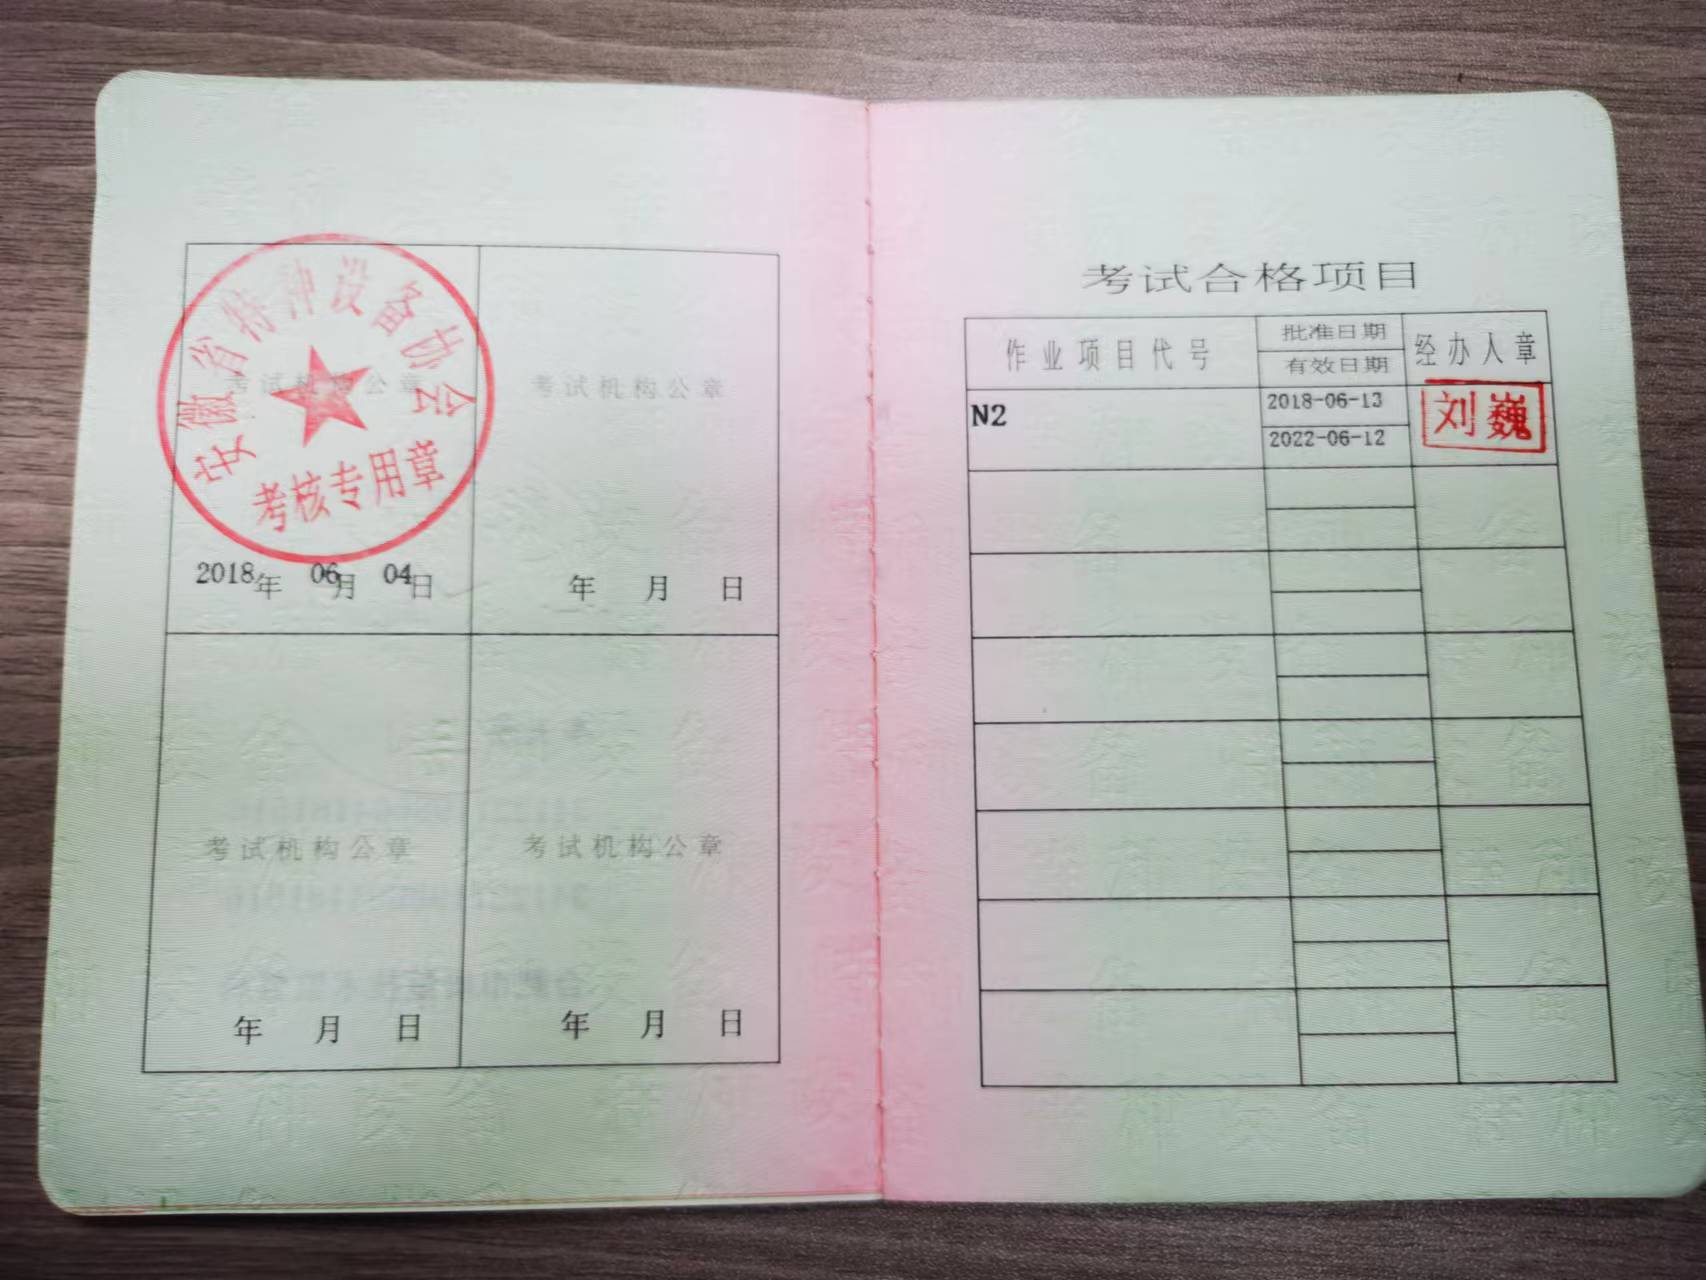 安徽省特种设备协会
考试机构公章
考核专用章
2018年 06月 04日
考试机构公章
年 月 日
考试机构公章
年 月 日
考试机构公章
年 月 日
考试合格项目
作业项目代号
批准日期
有效日期
经办人章
N2
2018-06-13
2022-06-12
刘巍